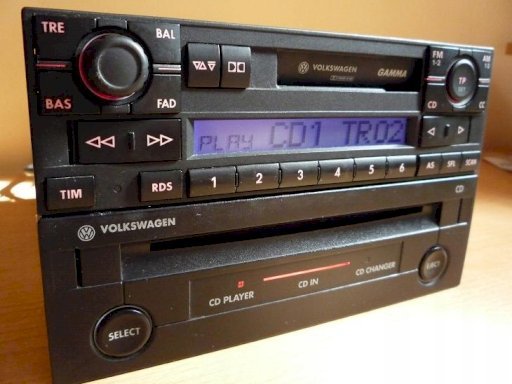 TRE BAL
VOLKSWAGEN GAMMA
FM 1-2 AM
TP
BAS FAD
CD CC
PLAY CD1 TR02
TIM RDS 1 2 3 4 5 6 AS SPL SCAN
VOLKSWAGEN CD
CD PLAYER CD IN CD CHANGER
SELECT EJECT